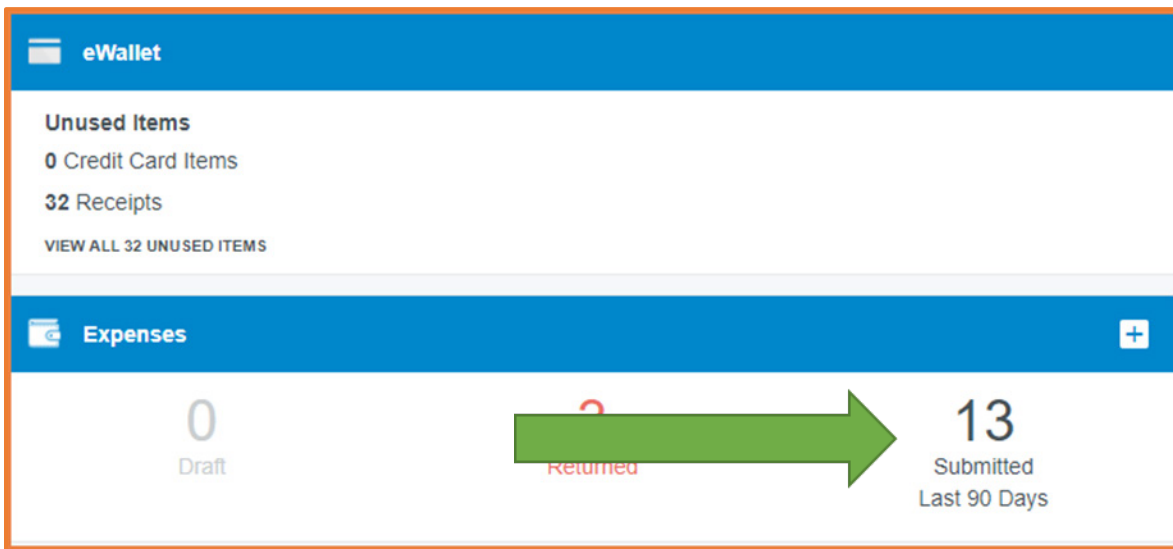 eWallet
Unused Items
0 Credit Card Items
32 Receipts
VIEW ALL 32 UNUSED ITEMS
Expenses
0
Draft
Returned
13
Submitted
Last 90 Days